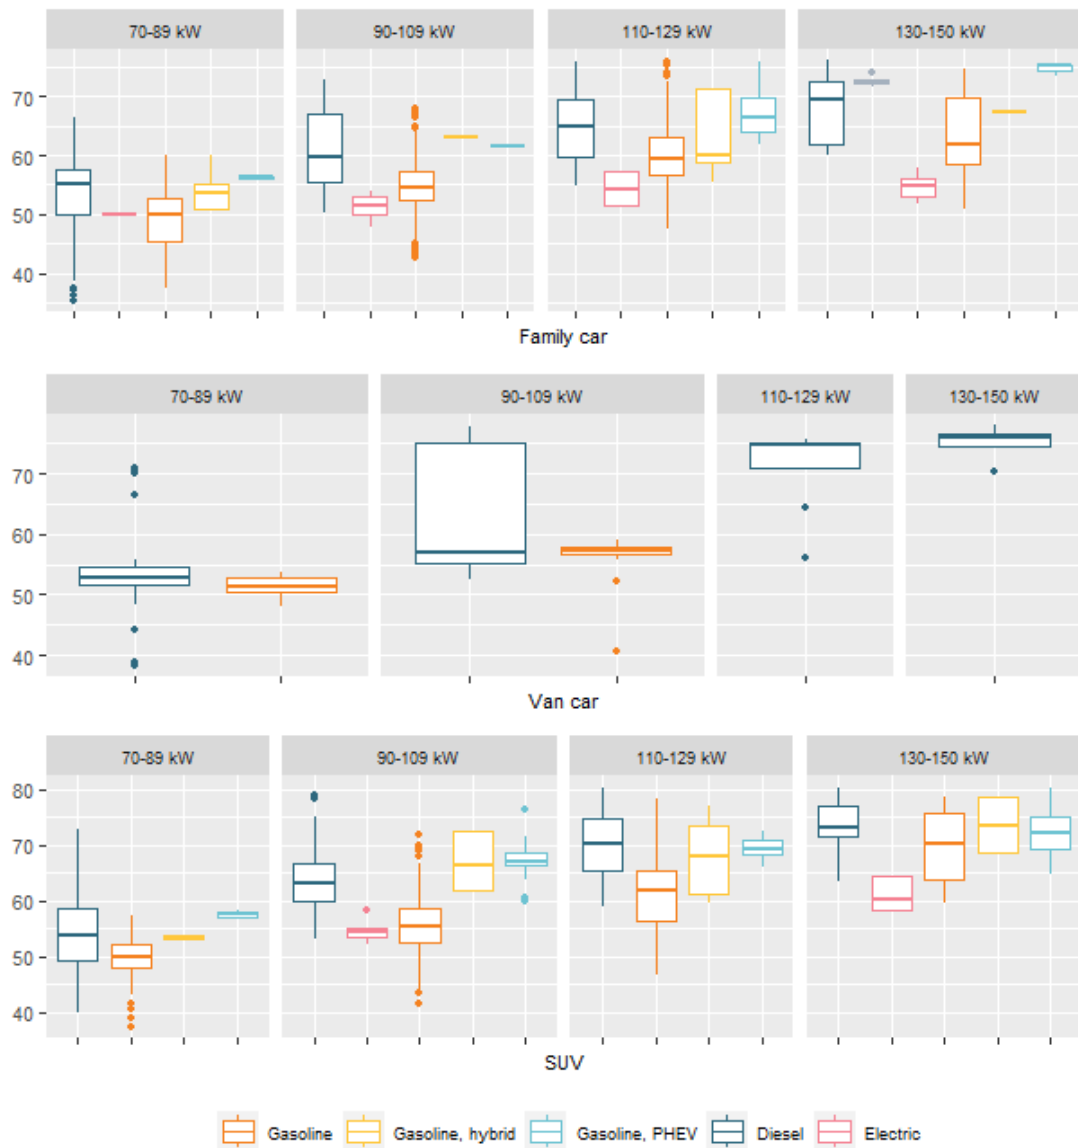 70-89 kW 90-109 kW 110-129 kW 130-150 kW
70
60
50
40
Family car
70-89 kW 90-109 kW 110-129 kW 130-150 kW
70
60
50
40
Van car
70-89 kW 90-109 kW 110-129 kW 130-150 kW
80
70
60
50
40
SUV
Gasoline Gasoline, hybrid Gasoline, PHEV Diesel Electric